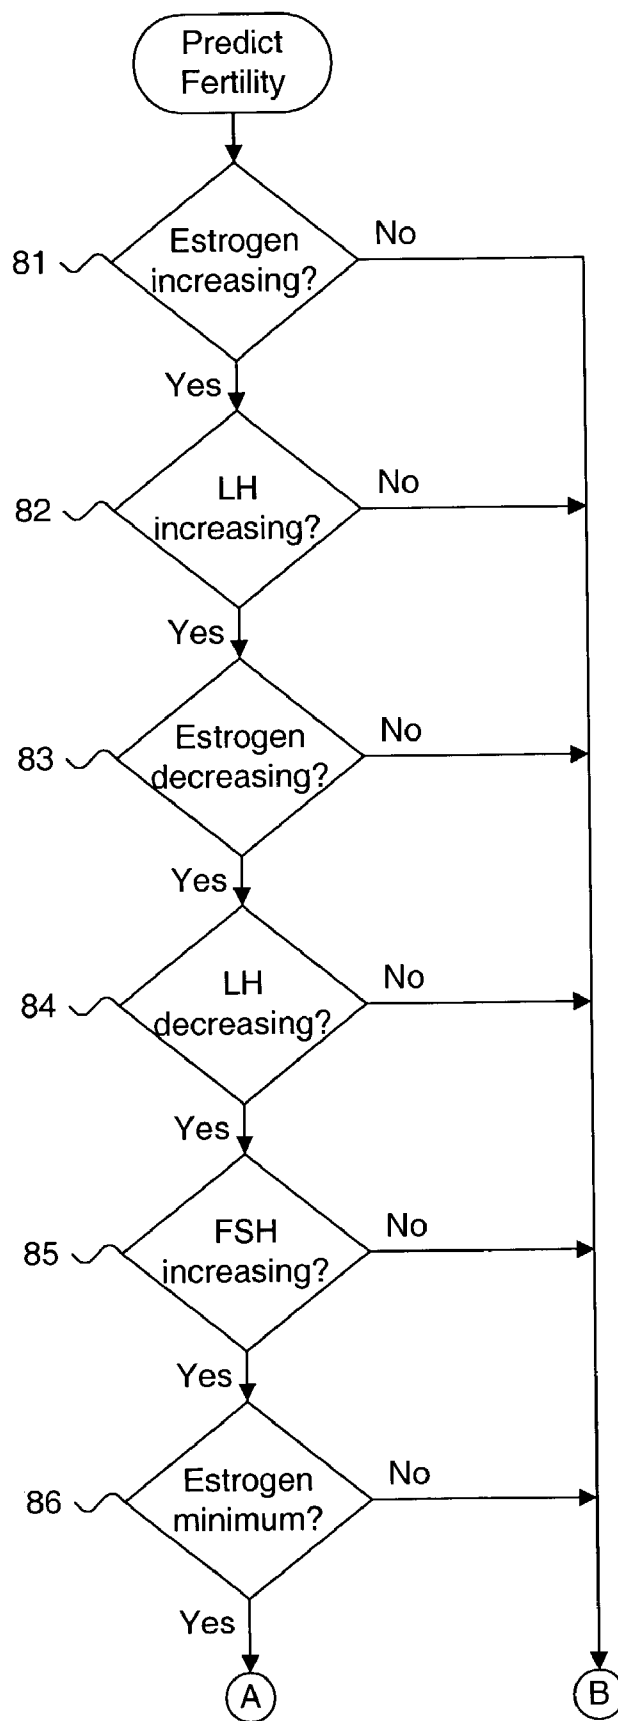 Predict
Fertility
81
Estrogen
increasing?
No
Yes
82
LH
increasing?
No
Yes
83
Estrogen
decreasing?
No
Yes
84
LH
decreasing?
No
Yes
85
FSH
increasing?
No
Yes
86
Estrogen
minimum?
No
Yes
A
B